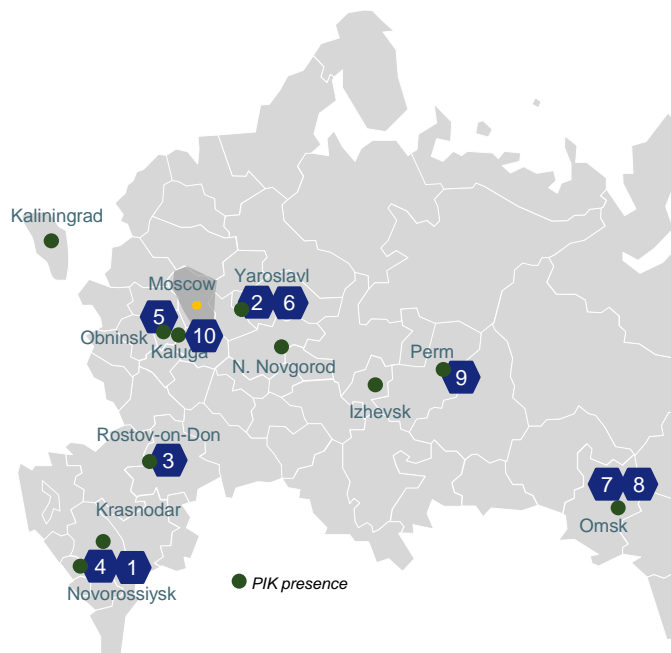 Kaliningrad
Moscow
Yaroslavl
5
2
6
Obninsk
Kaluga
10
N. Novgorod
Perm
9
Izhevsk
Rostov-on-Don
3
7
8
Omsk
Krasnodar
4
1
Novorossiysk
PIK presence